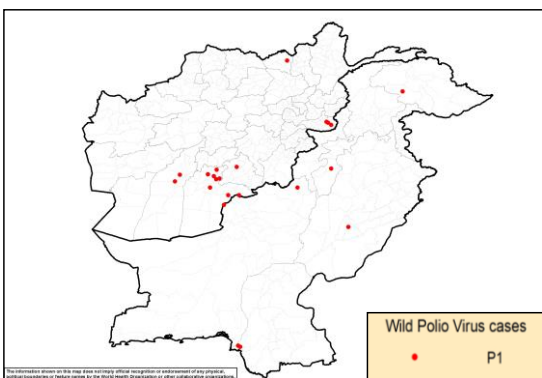 Wild Polio Virus cases
P1
The information shown on this map does not imply official recognition or endorsement of any physical,
political boundaries or feature names by the World Health Organization or other collaborative organizations.